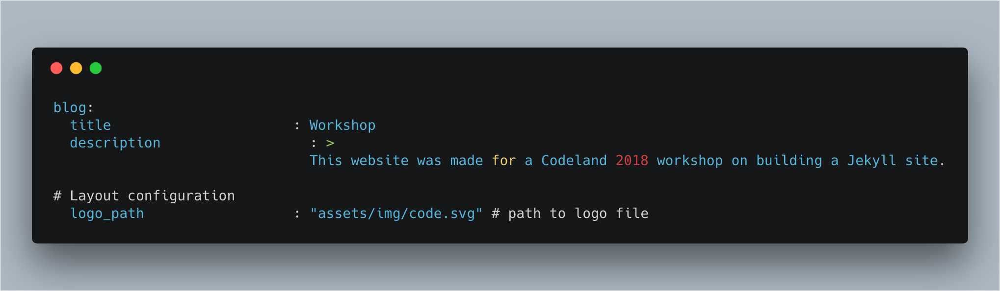 blog:
  title                      : Workshop
  description                  : >
                               This website was made for a Codeland 2018 workshop on building a Jekyll site.

# Layout configuration
  logo_path                  : "assets/img/code.svg" # path to logo file